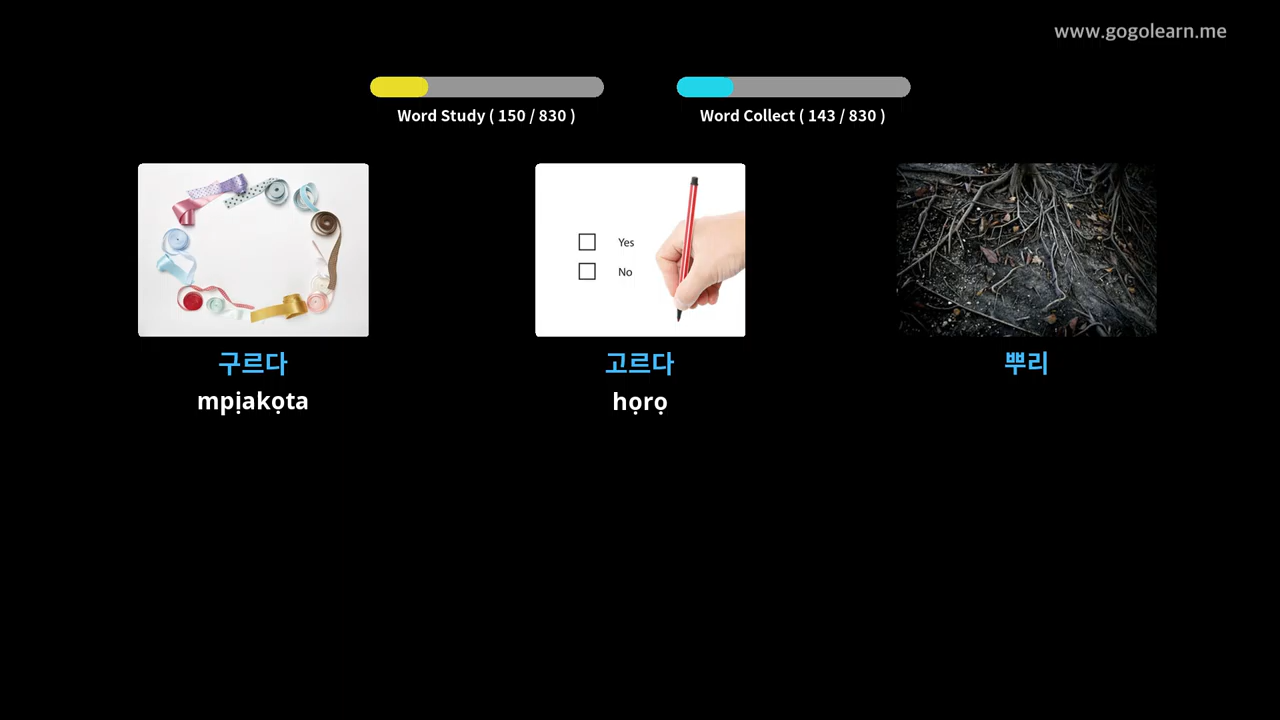 www.gogolearn.me
Word Study ( 150 / 830 )
Word Collect ( 143 / 830 )
Yes
No
구르다
고르다
뿌리
mpịakọta
họrọ